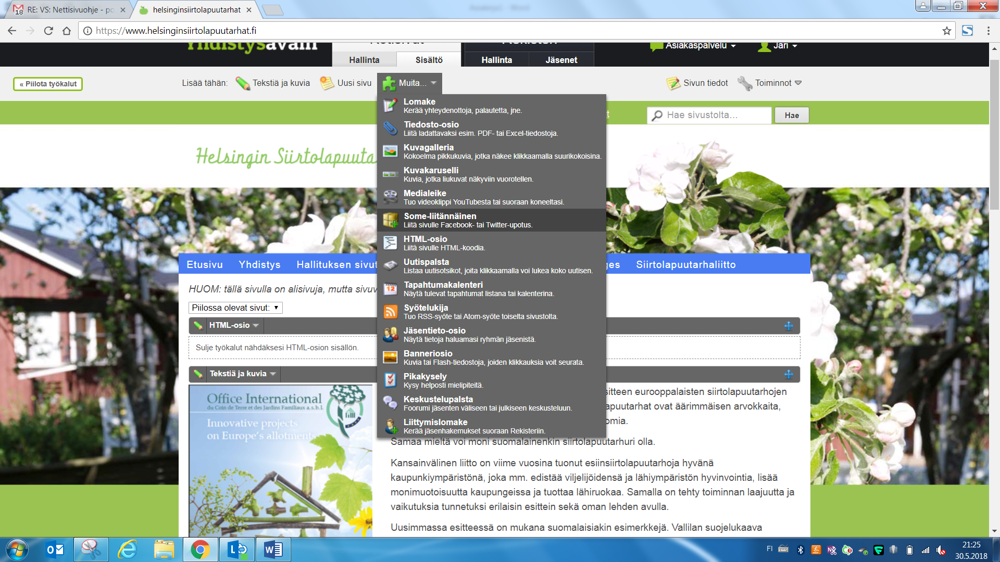 RE: VS: Nettisivuohje - po
helsinginsiirtolapuutarhat
https://www.helsinginsiirtolapuutarhat.fi
Yhdistysavain
Kotisivut
Rekisteri
Asiakaspalvelu
Jari
Hallinta
Sisältö
Hallinta
Jäsenet
« Piilota työkalut
Lisää tähän:
Tekstiä ja kuvia
Uusi sivu
Muita...
Sivun tiedot
Toiminnot
Lomake
Kerää yhteydenottoja, palautetta, jne.
Hae sivustolta...
Hae
Tiedosto-osio
Liitä ladattavaksi esim. PDF- tai Excel-tiedostoja.
Kuvagalleria
Kokoelma pikkukuvia, jotka näkee klikkaamalla suurikokoisina.
Helsingin Siirtolapuuta
Kuvakaruselli
Kuvia, jotka liukuvat näkyviin vuorotellen.
Medialeike
Tuo videoklippi YouTubesta tai suoraan koneeltasi.
Some-liitännäinen
Liitä sivulle Facebook- tai Twitter-upotus.
HTML-osio
Liitä sivulle HTML-koodia.
Uutispalsta
Listaa uutisotsikot, joita klikkaamalla voi lukea koko uutisen.
Tapahtumakalenteri
Näytä tulevat tapahtumat listana tai kalenterina.
Syötelukija
Tuo RSS-syöte tai Atom-syöte toiselta sivustolta.
Jäsentieto-osio
Näytä tietoja haluamasi ryhmän jäsenistä.
Banneriosio
Kuvia tai Flash-tiedostoja, joiden klikkauksia voit seurata.
Pikakysely
Kysy helposti mielipiteitä.
Keskustelupalsta
Foorumi jäsenten väliseen tai julkiseen keskusteluun.
Liittymislomake
Kerää jäsenhakemukset suoraan Rekisteriin.
Etusivu
Yhdistys
Hallituksen sivut
ges
Siirtolapuutarhaliitto
HUOM: tällä sivulla on alisivuja, mutta sivuv
Piilossa olevat sivut:
HTML-osio
Sulje työkalut nähdäksesi HTML-osion sisällön.
Tekstiä ja kuvia
Office International
du Coin de Terre et des Jardins Familiaux a.s.b.l.
Innovative projects
on Europe's allotments
sitteen eurooppalaisten siirtolapuutarhojen
apuutarhat ovat äärimmäisen arvokkaita,
omia.
Samaa mieltä voi moni suomalainenkin siirtolapuutarhuri olla.
Kansainvälinen liitto on viime vuosina tuonut esiinsiirtolapuutarhoja hyvänä
kaupunkiympäristönä, joka mm. edistää viljelijöidensä ja lähiympäristön hyvinvointia, lisää
monimuotoisuutta kaupungeissa ja tuottaa lähiruokaa. Samalla on tehty toiminnan laajuutta ja
vaikutuksia tunnetuksi erilaisin esittein sekä oman lehden avulla.
Uusimmassa esitteessä on mukana suomalaisiakin esimerkkejä. Vallilan suojelukaava
FI
21:25
30.5.2018